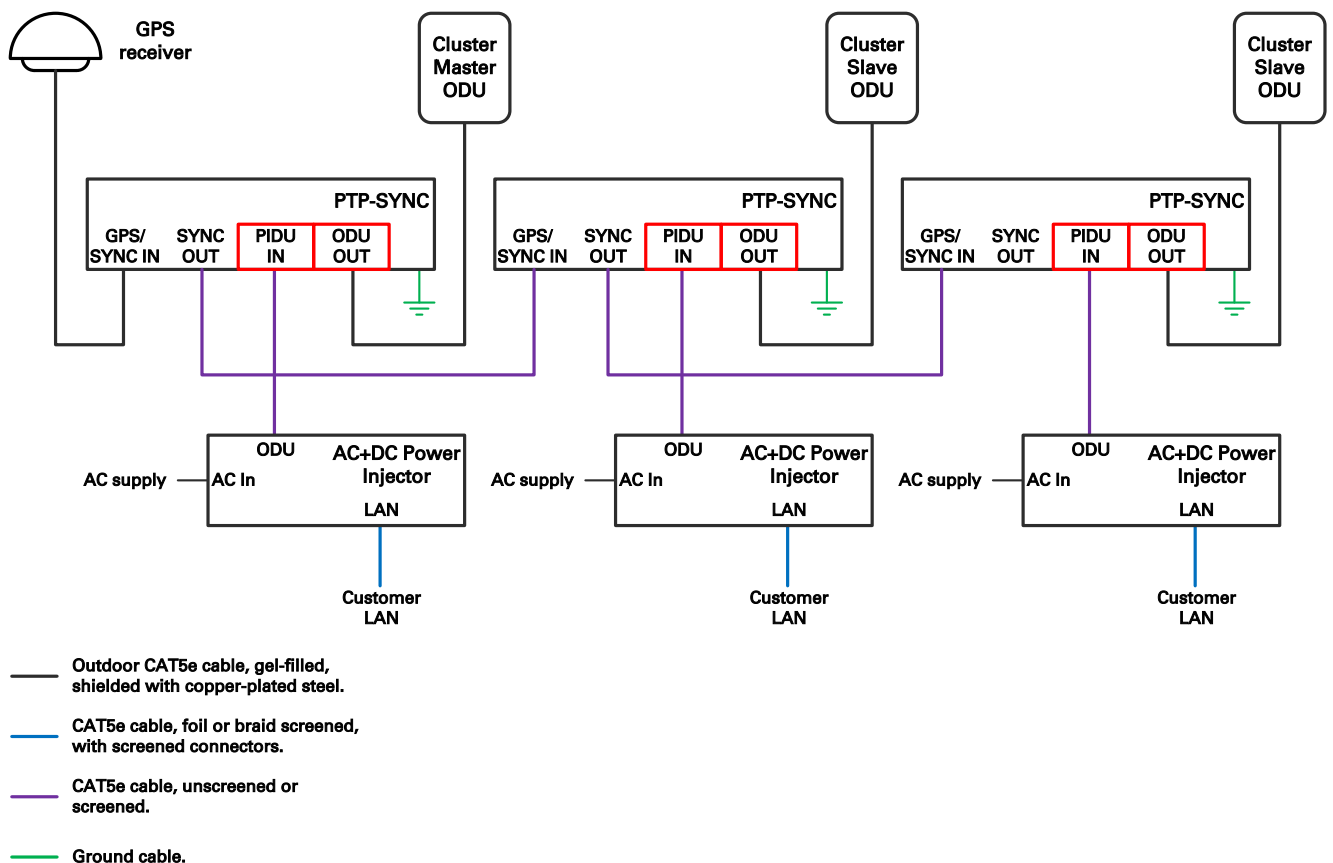 GPS
receiver
Cluster
Master
ODU
Cluster
Slave
ODU
Cluster
Slave
ODU
PTP-SYNC
GPS/
SYNC IN
SYNC
OUT
PIDU
IN
ODU
OUT
PTP-SYNC
GPS/
SYNC IN
SYNC
OUT
PIDU
IN
ODU
OUT
PTP-SYNC
GPS/
SYNC IN
SYNC
OUT
PIDU
IN
ODU
OUT
AC supply
ODU
AC In
AC+DC Power
Injector
LAN
Customer
LAN
AC supply
ODU
AC In
AC+DC Power
Injector
LAN
Customer
LAN
AC supply
ODU
AC In
AC+DC Power
Injector
LAN
Customer
LAN
Outdoor CAT5e cable, gel-filled,
shielded with copper-plated steel.
CAT5e cable, foil or braid screened,
with screened connectors.
CAT5e cable, unscreened or
screened.
Ground cable.